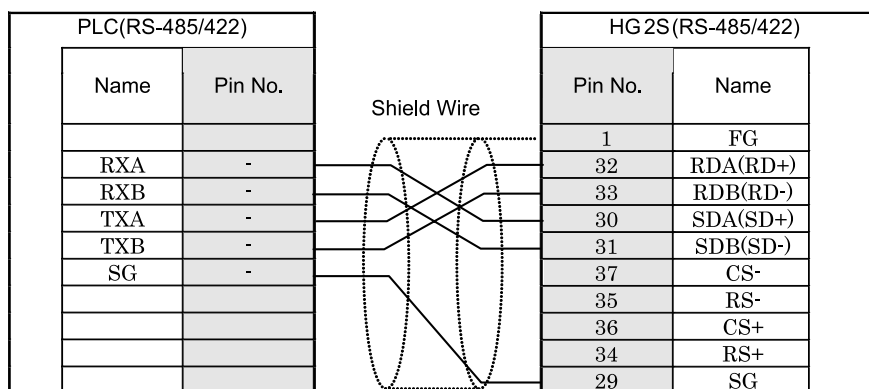 PLC(RS-485/422) HG2S(RS-485/422)
Name Pin No. Pin No. Name
Shield Wire
1 FG
RXA - 32 RDA(RD+)
RXB - 33 RDB(RD-)
TXA - 30 SDA(SD+)
TXB - 31 SDB(SD-)
SG - 37 CS-
35 RS-
36 CS+
34 RS+
29 SG